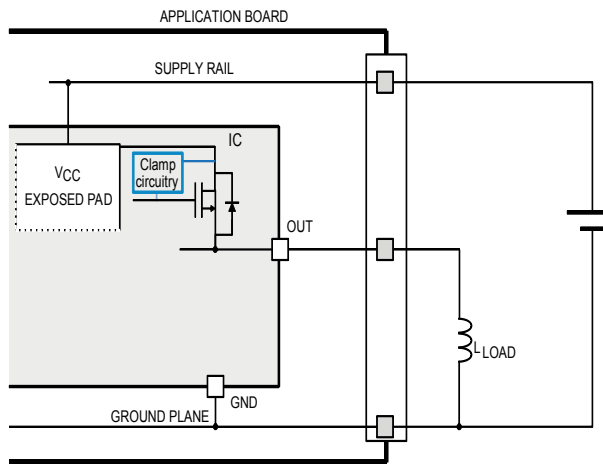 APPLICATION BOARD
SUPPLY RAIL
IC
VCC
EXPOSED PAD
Clamp
circuitry
OUT
LLOAD
GND
GROUND PLANE